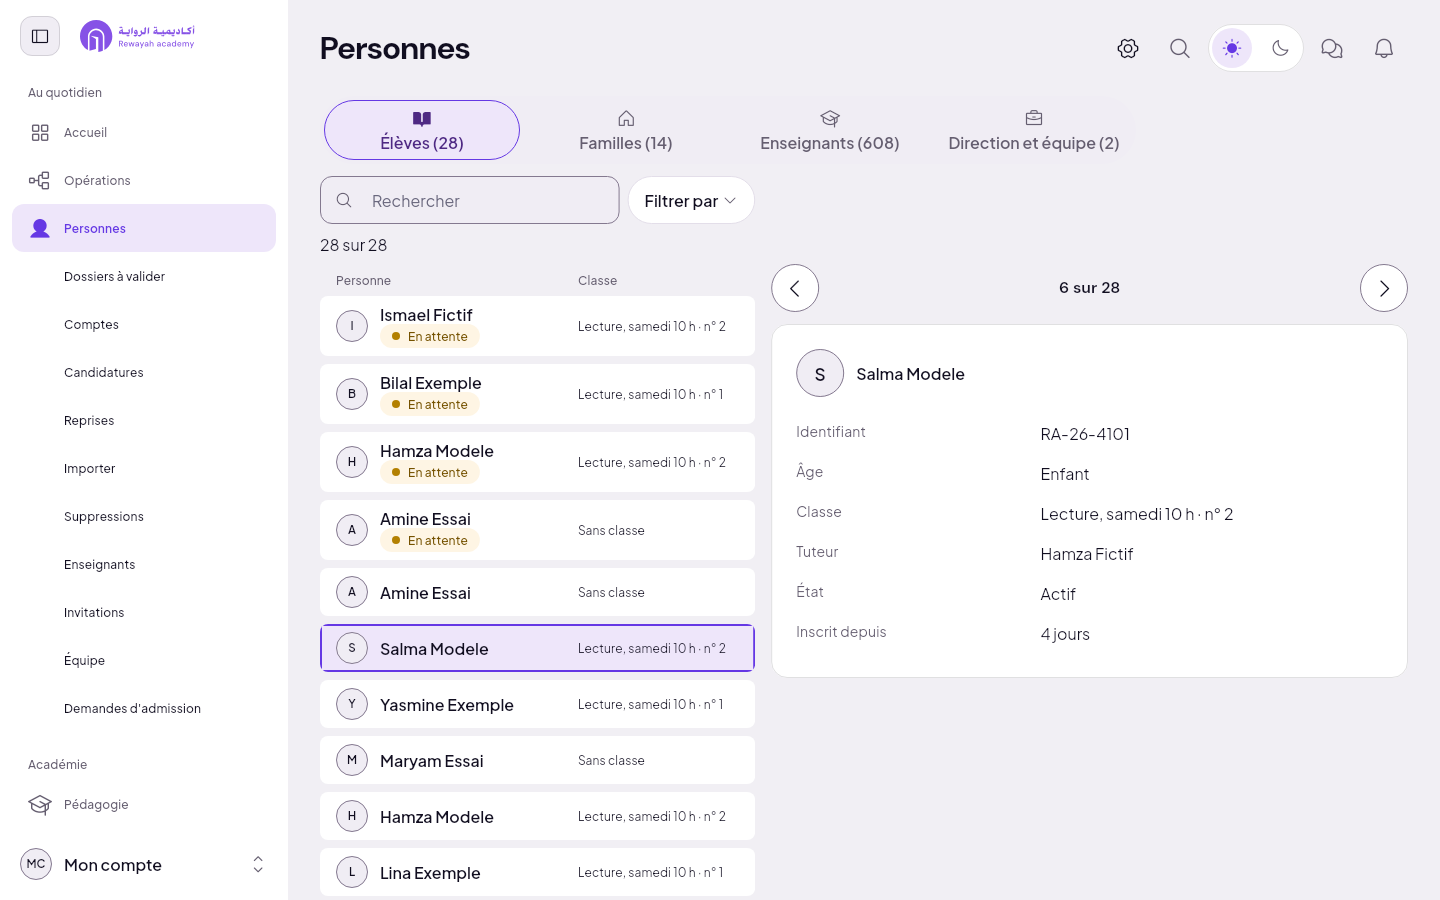 أكاديمية الرواية
Rewayah academy
Au quotidien
Accueil
Opérations
Personnes
Dossiers à valider
Comptes
Candidatures
Reprises
Importer
Suppressions
Enseignants
Invitations
Équipe
Demandes d'admission
Académie
Pédagogie
MC Mon compte
Personnes
Élèves (28)
Familles (14)
Enseignants (608)
Direction et équipe (2)
Rechercher
Filtrer par
28 sur 28
Personne Classe
I Ismael Fictif
En attente
Lecture, samedi 10 h · n° 2
B Bilal Exemple
En attente
Lecture, samedi 10 h · n° 1
H Hamza Modele
En attente
Lecture, samedi 10 h · n° 2
A Amine Essai
En attente
Sans classe
A Amine Essai Sans classe
S Salma Modele Lecture, samedi 10 h · n° 2
Y Yasmine Exemple Lecture, samedi 10 h · n° 1
M Maryam Essai Sans classe
H Hamza Modele Lecture, samedi 10 h · n° 2
L Lina Exemple Lecture, samedi 10 h · n° 1
6 sur 28
S Salma Modele
Identifiant RA-26-4101
Âge Enfant
Classe Lecture, samedi 10 h · n° 2
Tuteur Hamza Fictif
État Actif
Inscrit depuis 4 jours